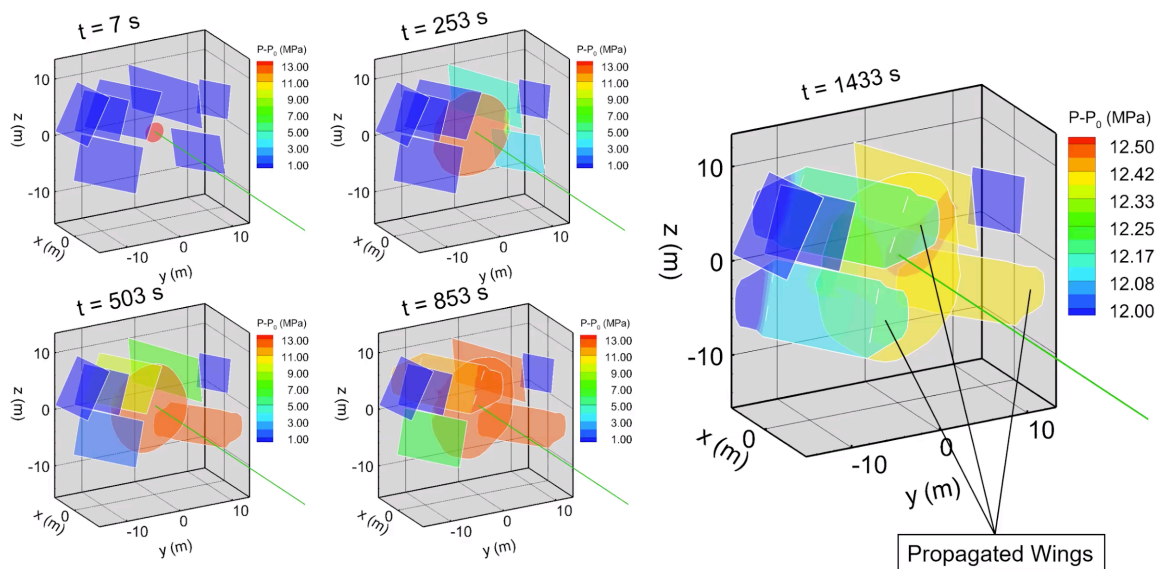 t = 7 s
P-P0 (MPa)
13.00
11.00
9.00
7.00
5.00
3.00
1.00
z (m)
10
0
-10
x (m)
0
-10
0
10
y (m)
t = 253 s
P-P0 (MPa)
13.00
11.00
9.00
7.00
5.00
3.00
1.00
z (m)
10
0
-10
x (m)
0
-10
0
10
y (m)
t = 503 s
P-P0 (MPa)
13.00
11.00
9.00
7.00
5.00
3.00
1.00
z (m)
10
0
-10
x (m)
0
-10
0
10
y (m)
t = 853 s
P-P0 (MPa)
13.00
11.00
9.00
7.00
5.00
3.00
1.00
z (m)
10
0
-10
x (m)
0
-10
0
10
y (m)
t = 1433 s
P-P0 (MPa)
12.50
12.42
12.33
12.25
12.17
12.08
12.00
z (m)
10
0
-10
x (m)
0
-10
0
10
y (m)
Propagated Wings